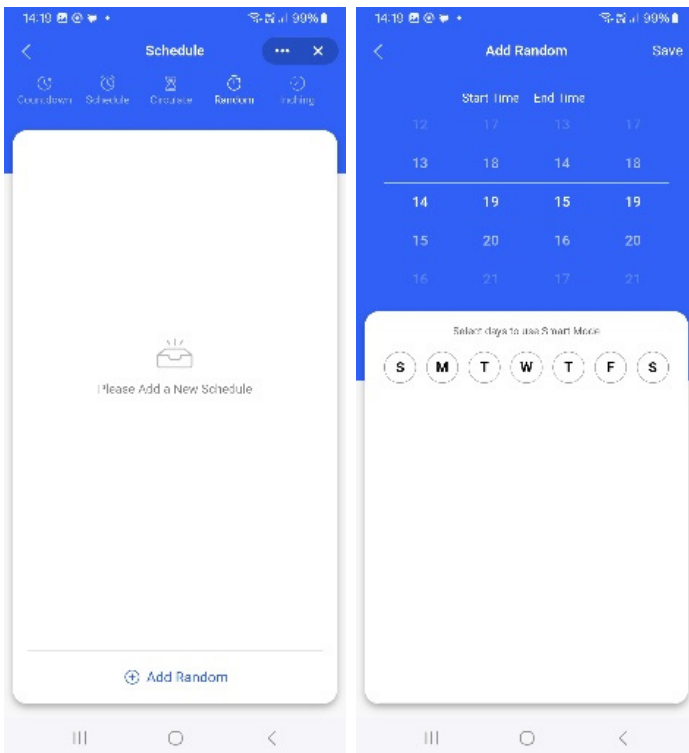 14:19 99%
Schedule
Countdown Schedule Circulate Random Inching
Please Add a New Schedule
Add Random
14:19 99%
Add Random Save
Start Time End Time
12 17 13 17
13 18 14 18
14 19 15 19
15 20 16 20
16 21 17 21
Select days to use Smart Mode
S M T W T F S